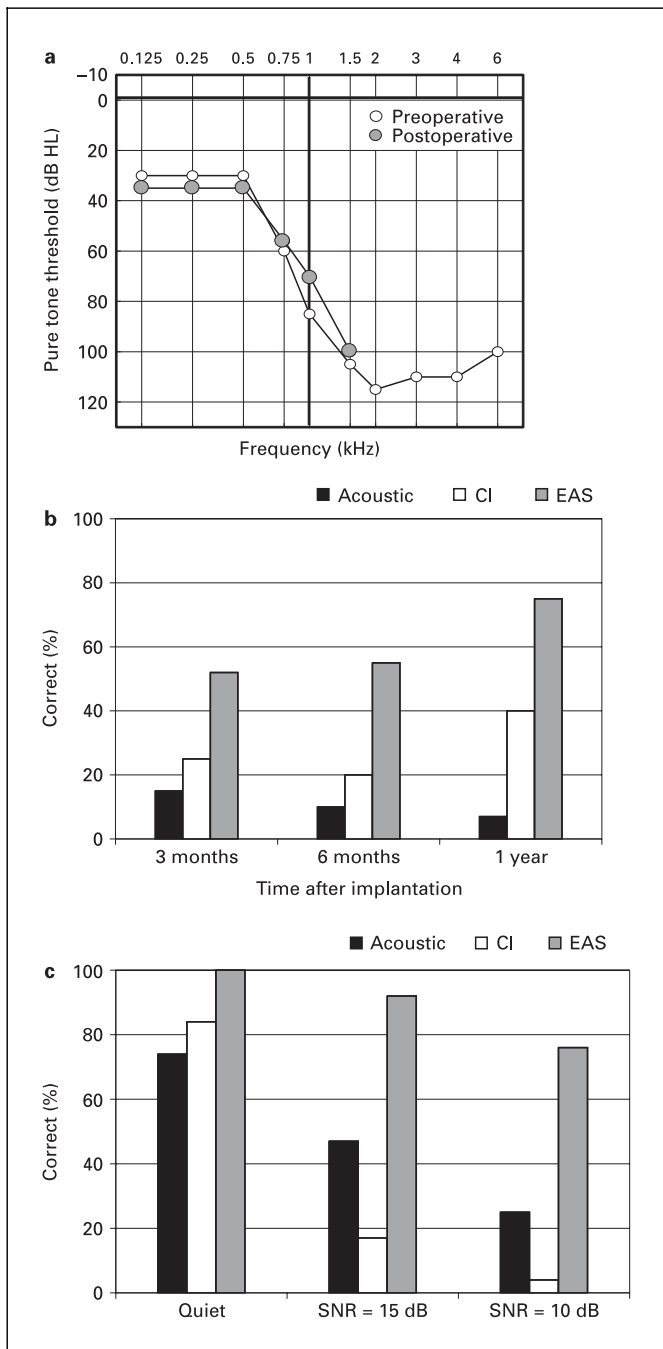 a
0.125 0.25 0.5 0.75 1 1.5 2 3 4 6
–10
0
20
40
60
80
100
120
Pure tone threshold (dB HL)
Preoperative
Postoperative
Frequency (kHz)
Acoustic CI EAS
b
100
80
60
40
20
0
Correct (%)
3 months 6 months 1 year
Time after implantation
Acoustic CI EAS
c
100
80
60
40
20
0
Correct (%)
Quiet SNR = 15 dB SNR = 10 dB